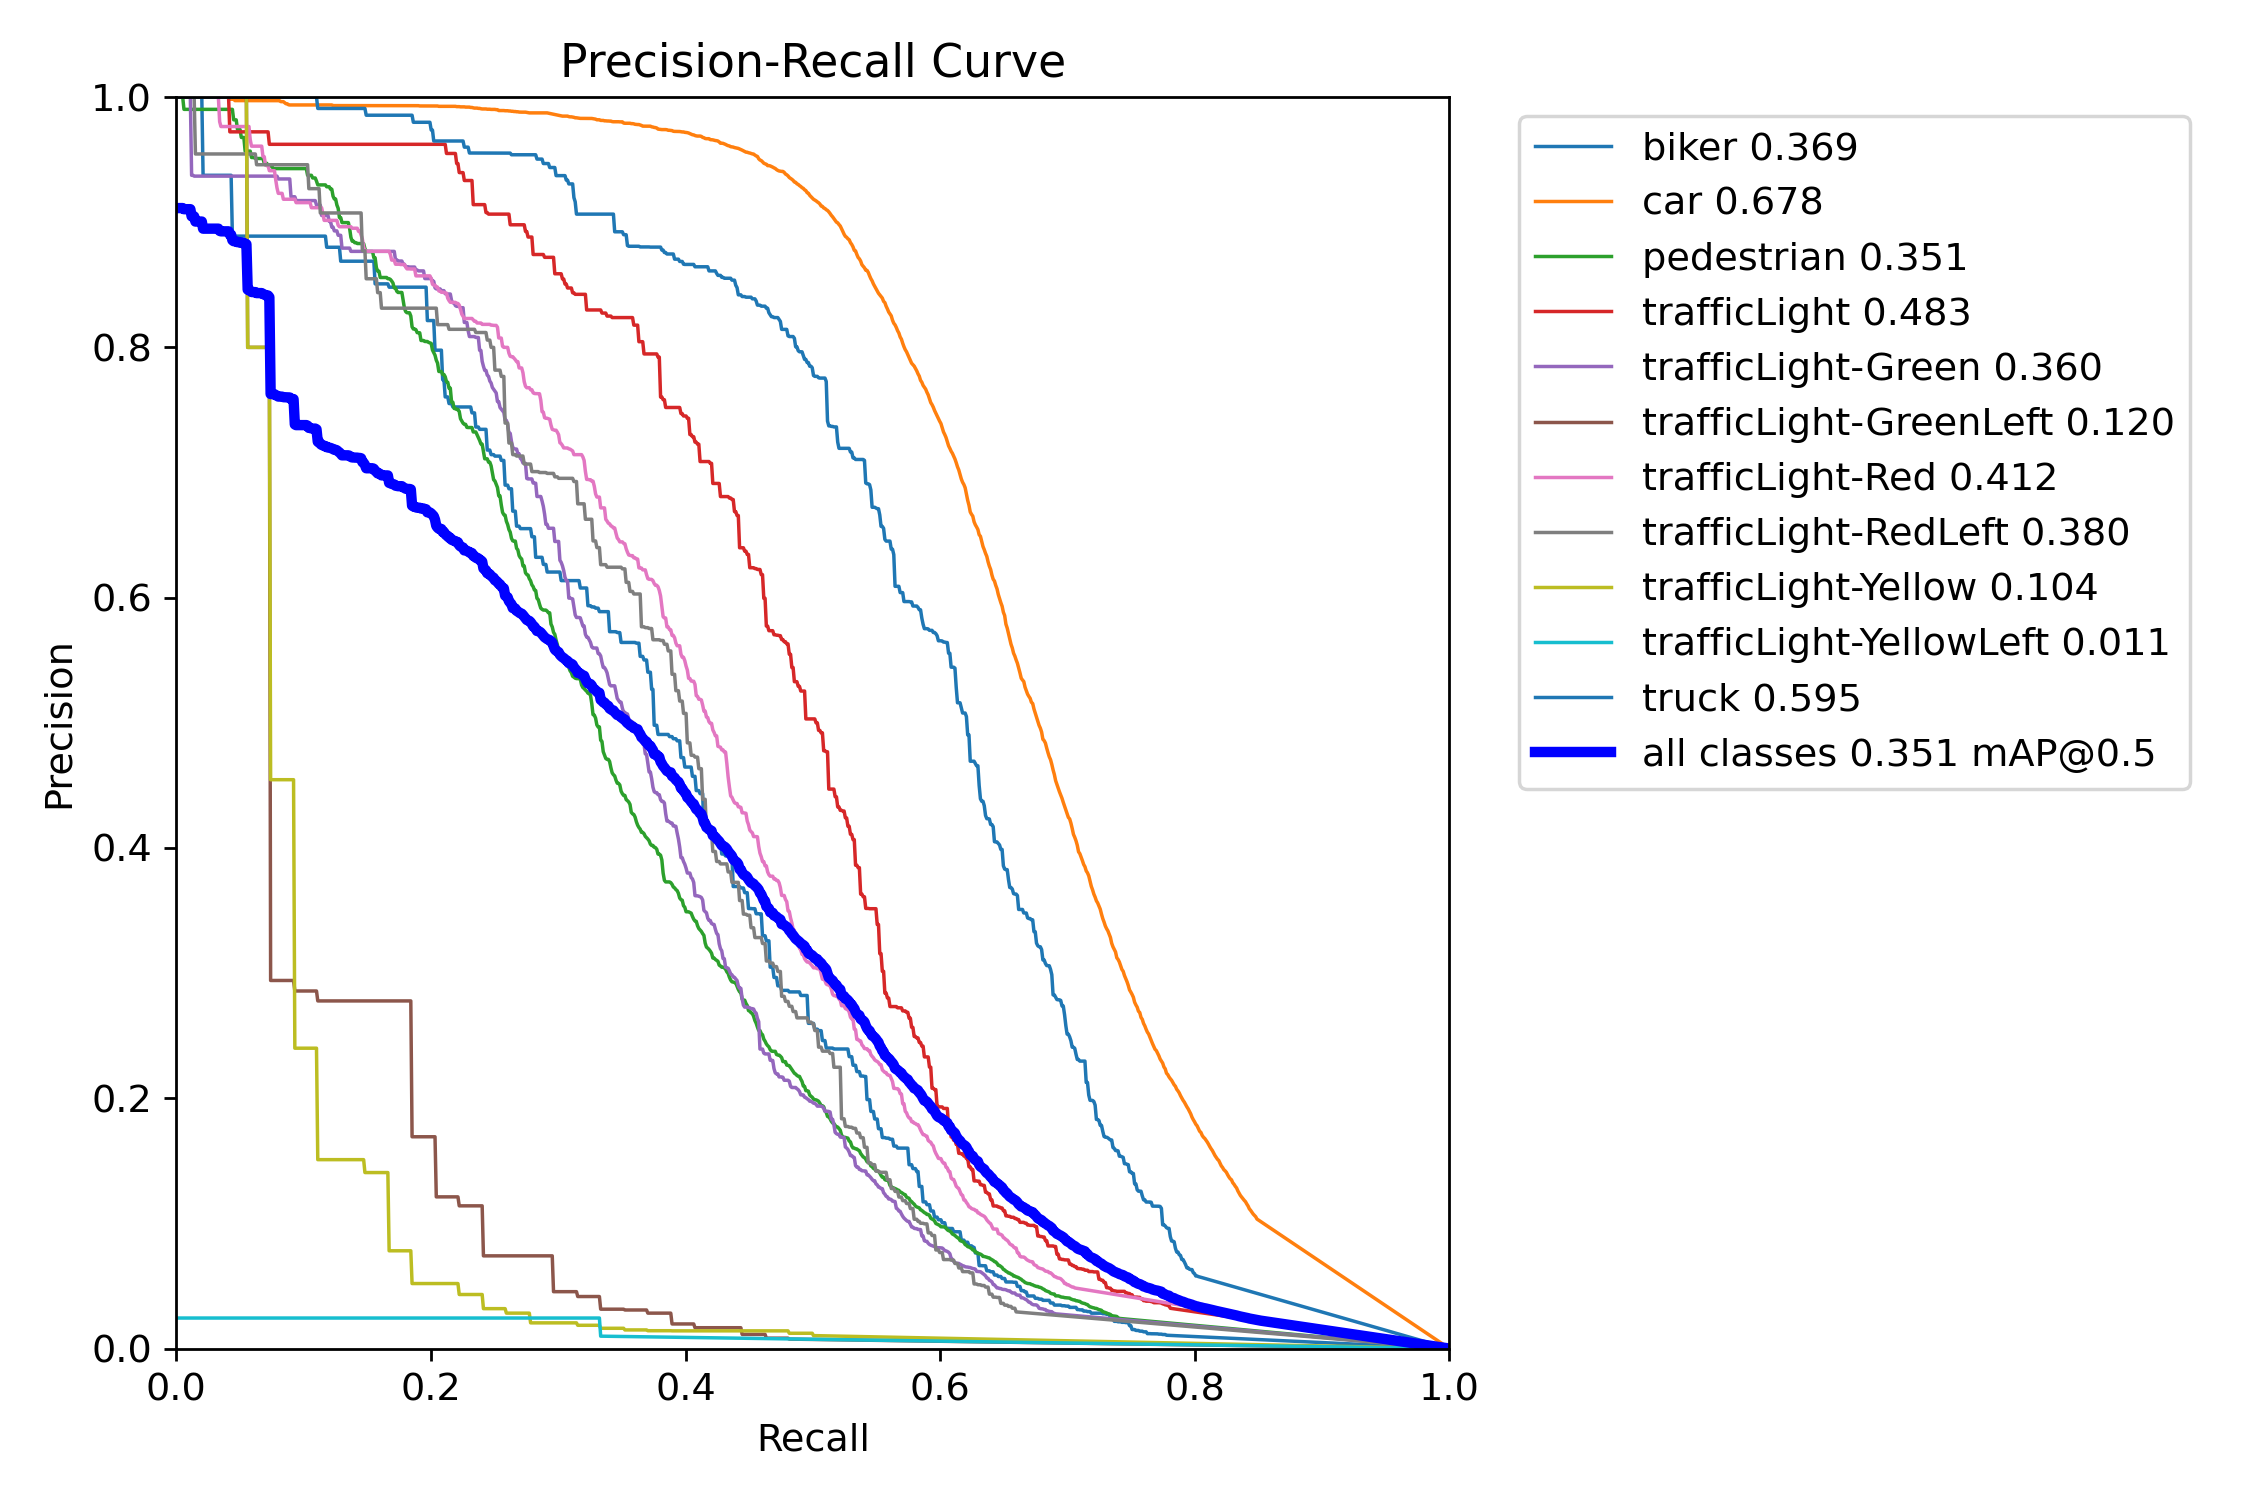 Precision-Recall Curve
1.0
0.8
0.6
0.4
0.2
0.0
Precision
0.0 0.2 0.4 0.6 0.8 1.0
Recall
biker 0.369
car 0.678
pedestrian 0.351
trafficLight 0.483
trafficLight-Green 0.360
trafficLight-GreenLeft 0.120
trafficLight-Red 0.412
trafficLight-RedLeft 0.380
trafficLight-Yellow 0.104
trafficLight-YellowLeft 0.011
truck 0.595
all classes 0.351 mAP@0.5